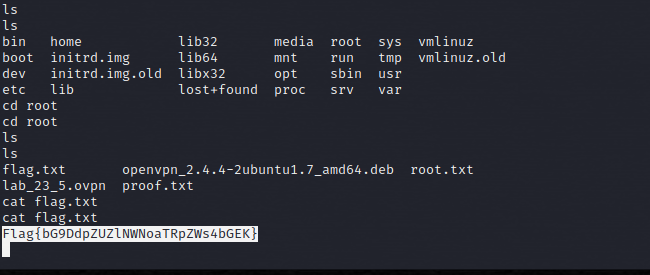 ls
ls
bin home lib32 media root sys vmlinuz
boot initrd.img lib64 mnt run tmp vmlinuz.old
dev initrd.img.old libx32 opt sbin usr
etc lib lost+found proc srv var
cd root
cd root
ls
ls
flag.txt openvpn_2.4.4-2ubuntu1.7_amd64.deb root.txt
lab_23_5.ovpn proof.txt
cat flag.txt
cat flag.txt
Flag{bG9DdpZUZlNWNoaTRpZWs4bGEK}